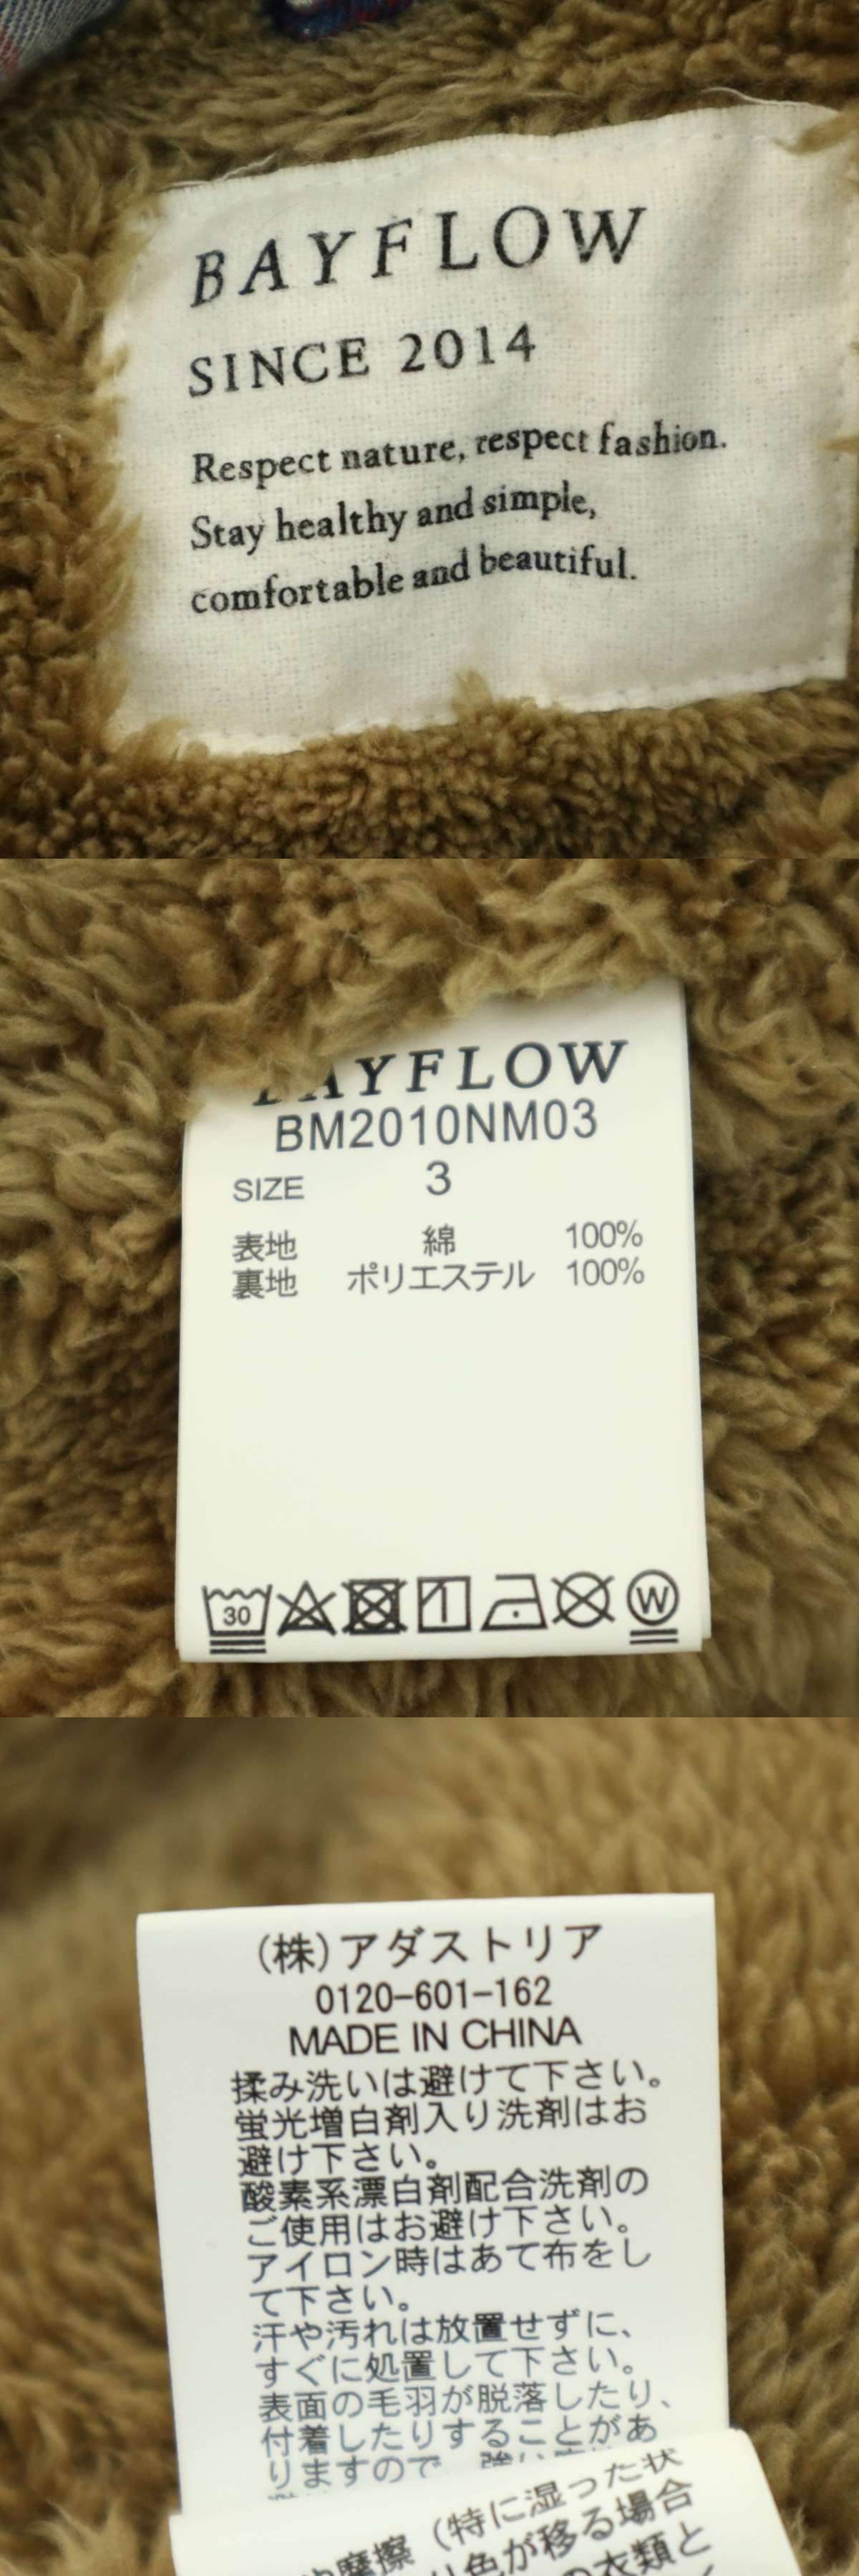 BAYFLOW
SINCE 2014
Respect nature, respect fashion.
Stay healthy and simple,
comfortable and beautiful.
BAYFLOW
BM2010NM03
SIZE 3
表地 綿 100%
裏地 ポリエステル 100%
30
W
(株)アダストリア
0120-601-162
MADE IN CHINA
揉み洗いは避けて下さい。
蛍光増白剤入り洗剤はお
避け下さい。
酸素系漂白剤配合洗剤の
ご使用はお避け下さい。
アイロン時はあて布をし
て下さい。
汗や汚れは放置せずに、
すぐに処置して下さい。
表面の毛羽が脱落したり、
付着したりすることがあ
りますので
摩擦(特に湿った状
色が移る場合
の衣類と